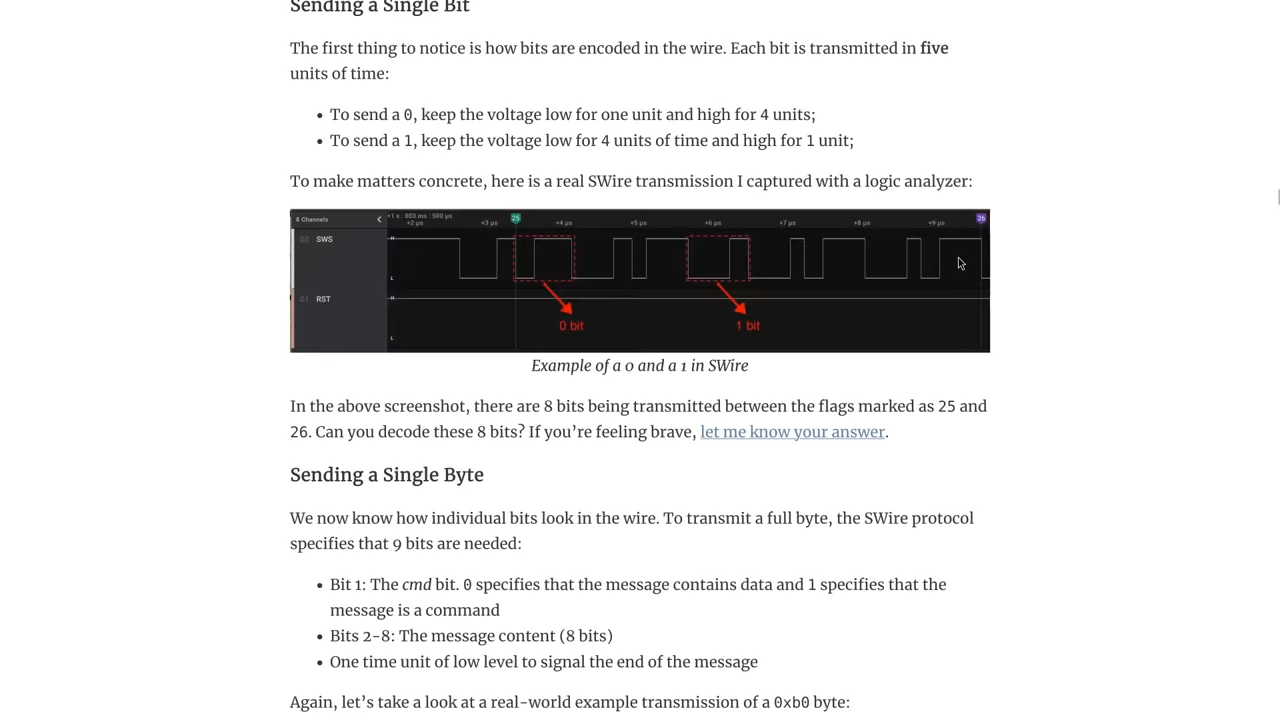 Sending a Single Bit
The first thing to notice is how bits are encoded in the wire. Each bit is transmitted in five
units of time:
• To send a 0, keep the voltage low for one unit and high for 4 units;
• To send a 1, keep the voltage low for 4 units of time and high for 1 unit;
To make matters concrete, here is a real SWire transmission I captured with a logic analyzer:
8 Channels
+1 s : 803 ms : 500 µs
+2 µs +3 µs 25 +4 µs +5 µs +6 µs +7 µs +8 µs +9 µs 26
D0 SWS H
L
D1 RST H
L
0 bit 1 bit
Example of a 0 and a 1 in SWire
In the above screenshot, there are 8 bits being transmitted between the flags marked as 25 and
26. Can you decode these 8 bits? If you’re feeling brave, let me know your answer.
Sending a Single Byte
We now know how individual bits look in the wire. To transmit a full byte, the SWire protocol
specifies that 9 bits are needed:
• Bit 1: The cmd bit. 0 specifies that the message contains data and 1 specifies that the
message is a command
• Bits 2-8: The message content (8 bits)
• One time unit of low level to signal the end of the message
Again, let’s take a look at a real-world example transmission of a 0xb0 byte: